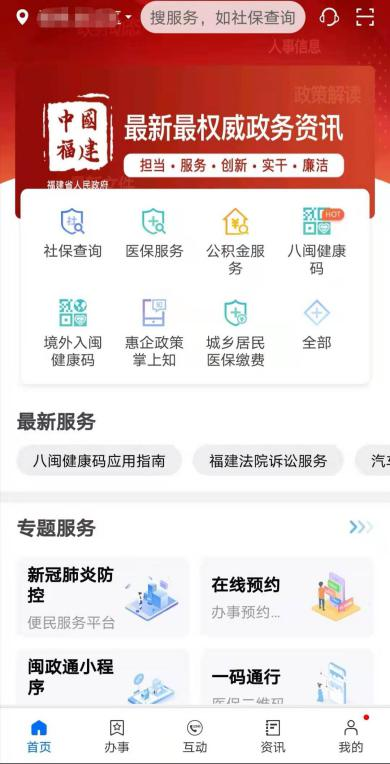 搜服务，如社保查询
人事信息
政策解读
中國
福建
福建省人民政府
最新最权威政务资讯
担当·服务·创新·实干·廉洁
社保查询
医保服务
公积金服
务
八闽健康
码
HOT
境外入闽
健康码
惠企政策
掌上知
城乡居民
医保缴费
全部
最新服务
八闽健康码应用指南
福建法院诉讼服务
汽车
专题服务
新冠肺炎防
控
便民服务平台
在线预约
办事预约...
闽政通小程
序
一码通行
医保二维码
首页
办事
互动
资讯
我的